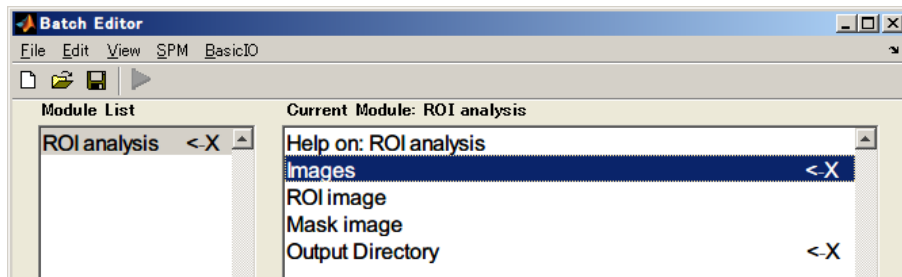 Batch Editor
File Edit View SPM BasicIO
Module List
Current Module: ROI analysis
ROI analysis <-X
Help on: ROI analysis
Images <-X
ROI image
Mask image
Output Directory <-X